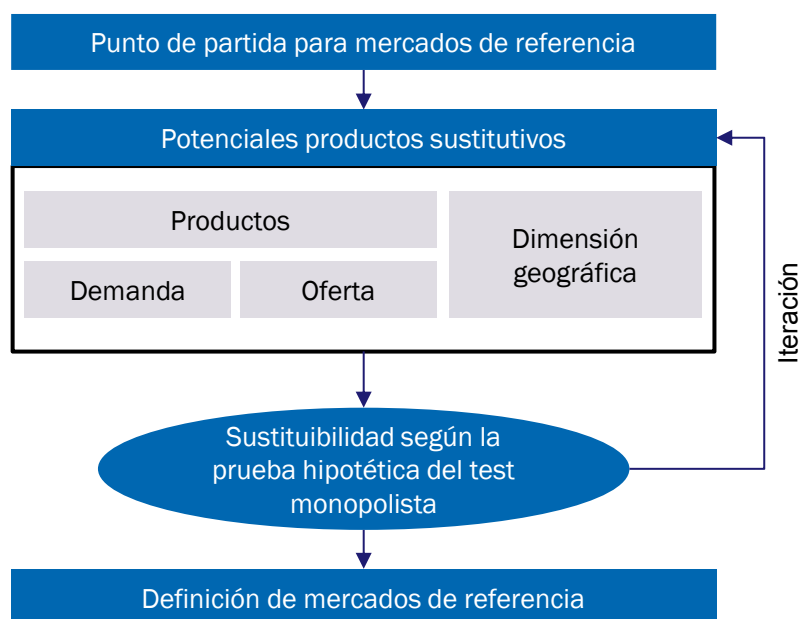 Punto de partida para mercados de referencia
Potenciales productos sustitutivos
Productos
Demanda
Oferta
Dimensión
geográfica
Iteración
Sustituibilidad según la
prueba hipotética del test
monopolista
Definición de mercados de referencia